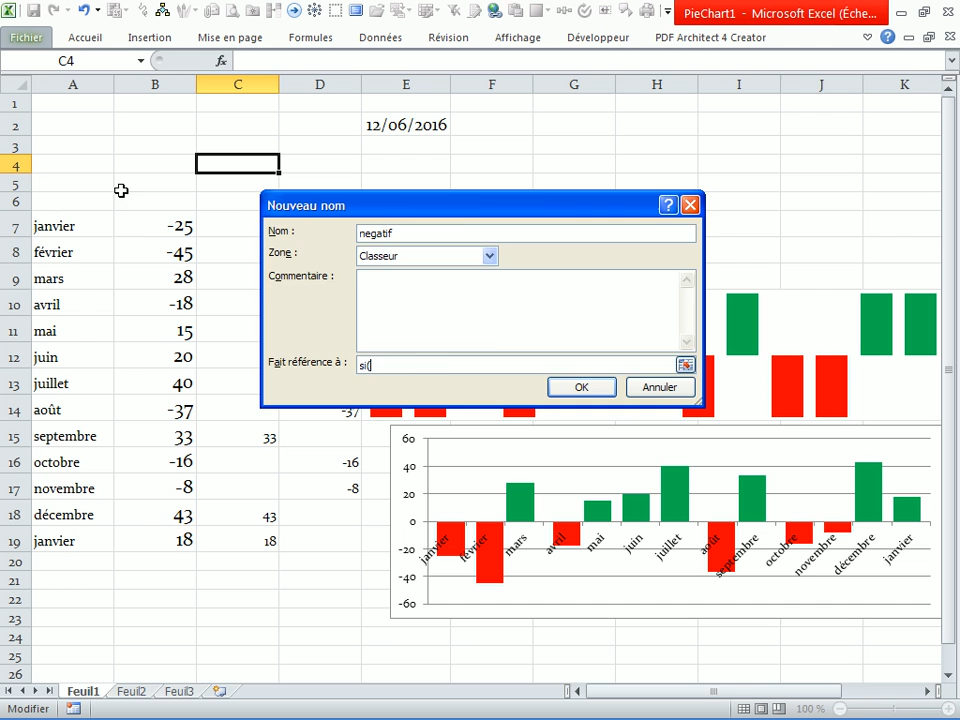 PieChart1 - Microsoft Excel (Éche...
Fichier Accueil Insertion Mise en page Formules Données Révision Affichage Développeur PDF Architect 4 Creator
C4 fx
A B C D E F G H I J K
1
2 12/06/2016
3
4
5
6
7 janvier -25
8 février -45
9 mars 28
10 avril -18
11 mai 15
12 juin 20
13 juillet 40
14 août -37 -37
15 septembre 33 33
16 octobre -16 -16
17 novembre -8 -8
18 décembre 43 43
19 janvier 18 18
20
21
22
23
24
25
26
Nouveau nom
Nom : negatif
Zone : Classeur
Commentaire :
Fait référence à : si(
OK Annuler
60
40
20
0
-20
-40
-60
janvier février mars avril mai juin juillet août septembre octobre novembre décembre janvier
Feuil1 Feuil2 Feuil3
Modifier 100 %